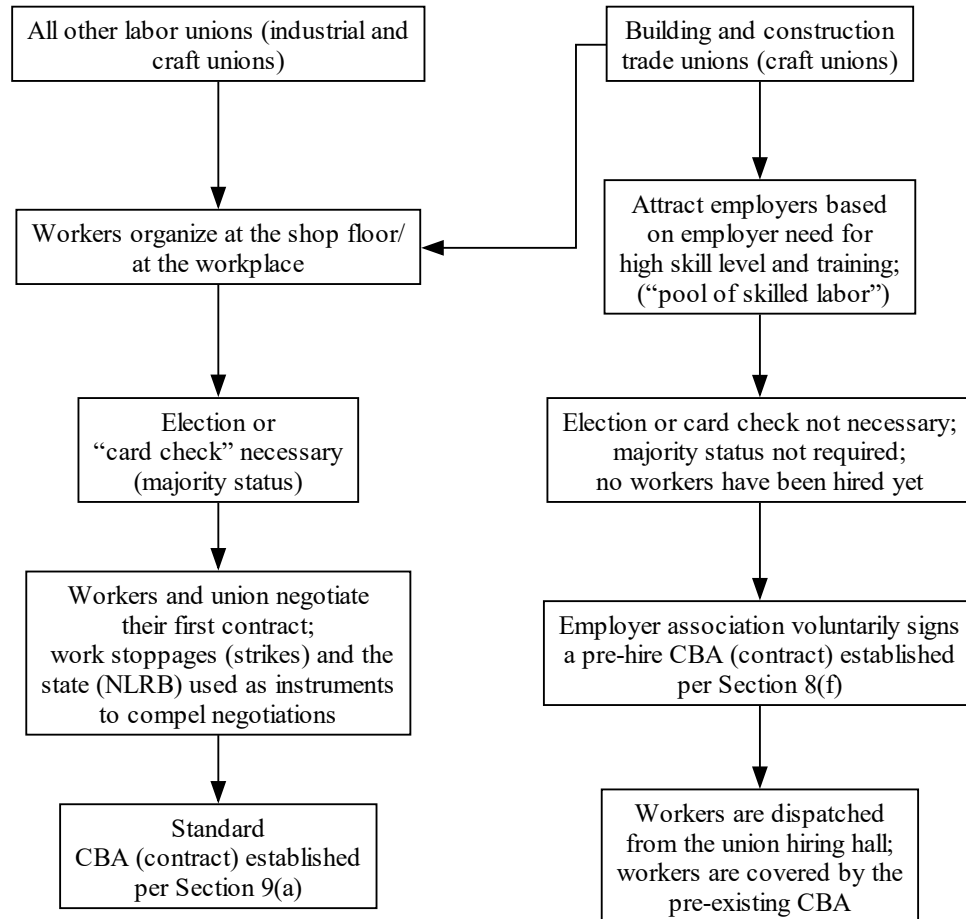 All other labor unions (industrial and
craft unions)
Building and construction
trade unions (craft unions)
Workers organize at the shop floor/
at the workplace
Attract employers based
on employer need for
high skill level and training;
(“pool of skilled labor”)
Election or
“card check” necessary
(majority status)
Election or card check not necessary;
majority status not required;
no workers have been hired yet
Workers and union negotiate
their first contract;
work stoppages (strikes) and the
state (NLRB) used as instruments
to compel negotiations
Employer association voluntarily signs
a pre-hire CBA (contract) established
per Section 8(f)
Standard
CBA (contract) established
per Section 9(a)
Workers are dispatched
from the union hiring hall;
workers are covered by the
pre-existing CBA